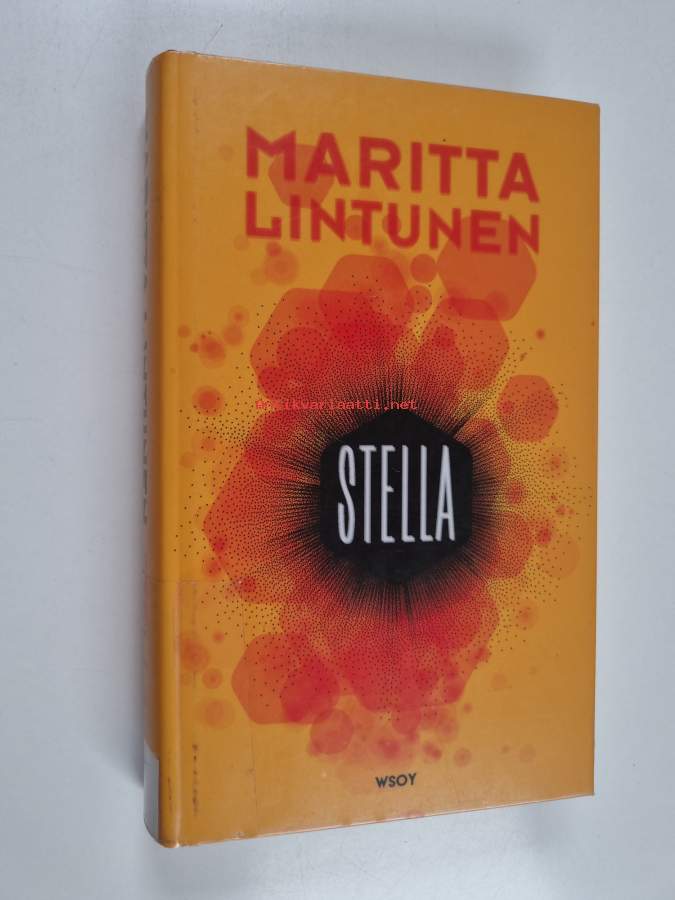 MARITTA
LINTUNEN
antikvariaatti.net
STELLA
WSOY